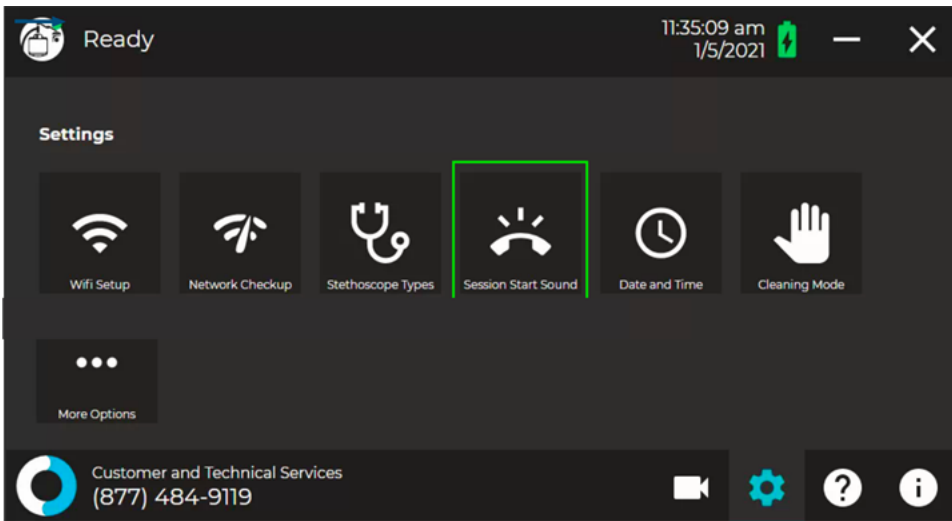 Ready
11:35:09 am
1/5/2021
Settings
Wifi Setup
Network Checkup
Stethoscope Types
Session Start Sound
Date and Time
Cleaning Mode
More Options
Customer and Technical Services
(877) 484-9119